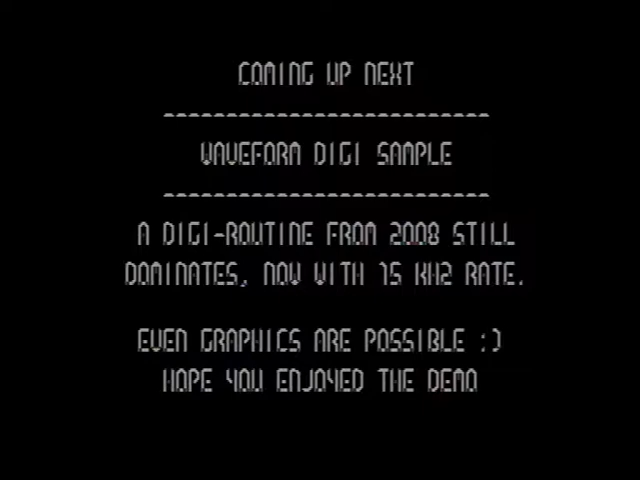 COMING UP NEXT
--------------------------
WAVEFORM DIGI SAMPLE
--------------------------
A DIGI-ROUTINE FROM 2008 STILL
DOMINATES, NOW WITH 15 KHZ RATE.
EVEN GRAPHICS ARE POSSIBLE :)
HOPE YOU ENJOYED THE DEMO